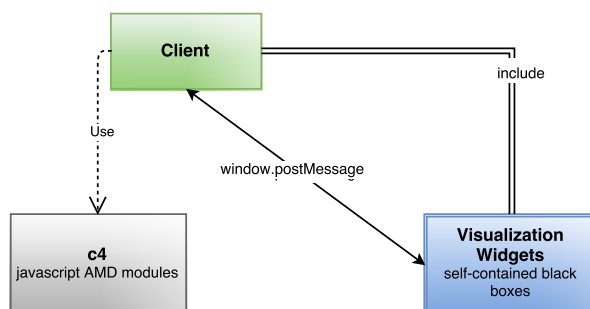 Client
include
Use
window.postMessage
c4
javascript AMD modules
Visualization
Widgets
self-contained black
boxes